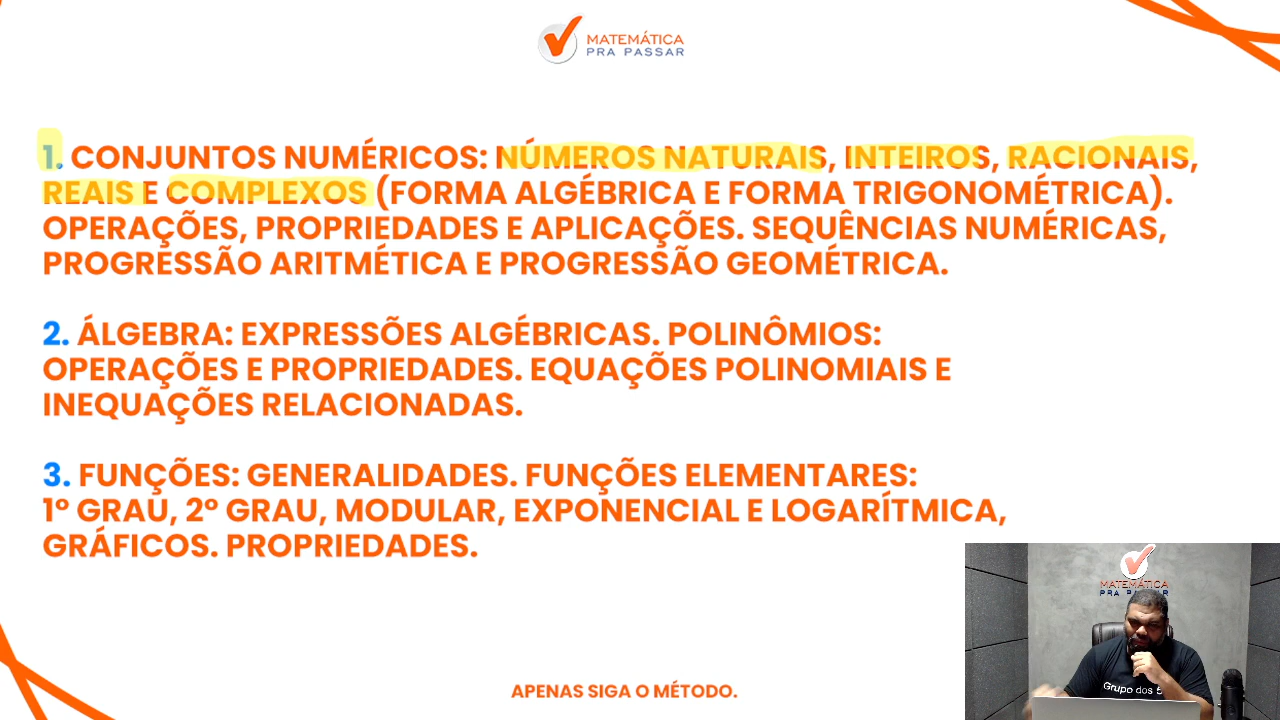 MATEMÁTICA
PRA PASSAR
1. CONJUNTOS NUMÉRICOS: NÚMEROS NATURAIS, INTEIROS, RACIONAIS,
REAIS E COMPLEXOS (FORMA ALGÉBRICA E FORMA TRIGONOMÉTRICA).
OPERAÇÕES, PROPRIEDADES E APLICAÇÕES. SEQUÊNCIAS NUMÉRICAS,
PROGRESSÃO ARITMÉTICA E PROGRESSÃO GEOMÉTRICA.
2. ÁLGEBRA: EXPRESSÕES ALGÉBRICAS. POLINÔMIOS:
OPERAÇÕES E PROPRIEDADES. EQUAÇÕES POLINOMIAIS E
INEQUAÇÕES RELACIONADAS.
3. FUNÇÕES: GENERALIDADES. FUNÇÕES ELEMENTARES:
1º GRAU, 2º GRAU, MODULAR, EXPONENCIAL E LOGARÍTMICA,
GRÁFICOS. PROPRIEDADES.
MATEMÁTICA
PRA PASSAR
Grupo dos 5
APENAS SIGA O MÉTODO.